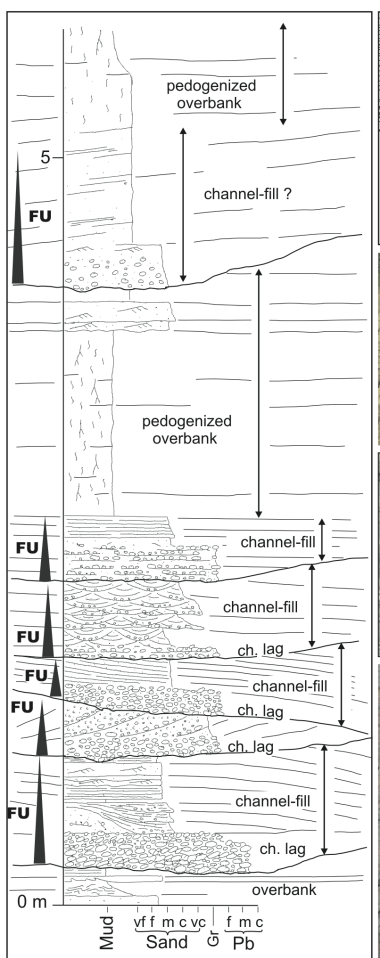 pedogenized
overbank
5
channel-fill ?
FU
pedogenized
overbank
FU
channel-fill
channel-fill
FU
ch. lag
FU
channel-fill
FU
ch. lag
ch. lag
channel-fill
FU
ch. lag
overbank
0 m
vf f m c vc f m c
Mud
Sand
Gr
Pb